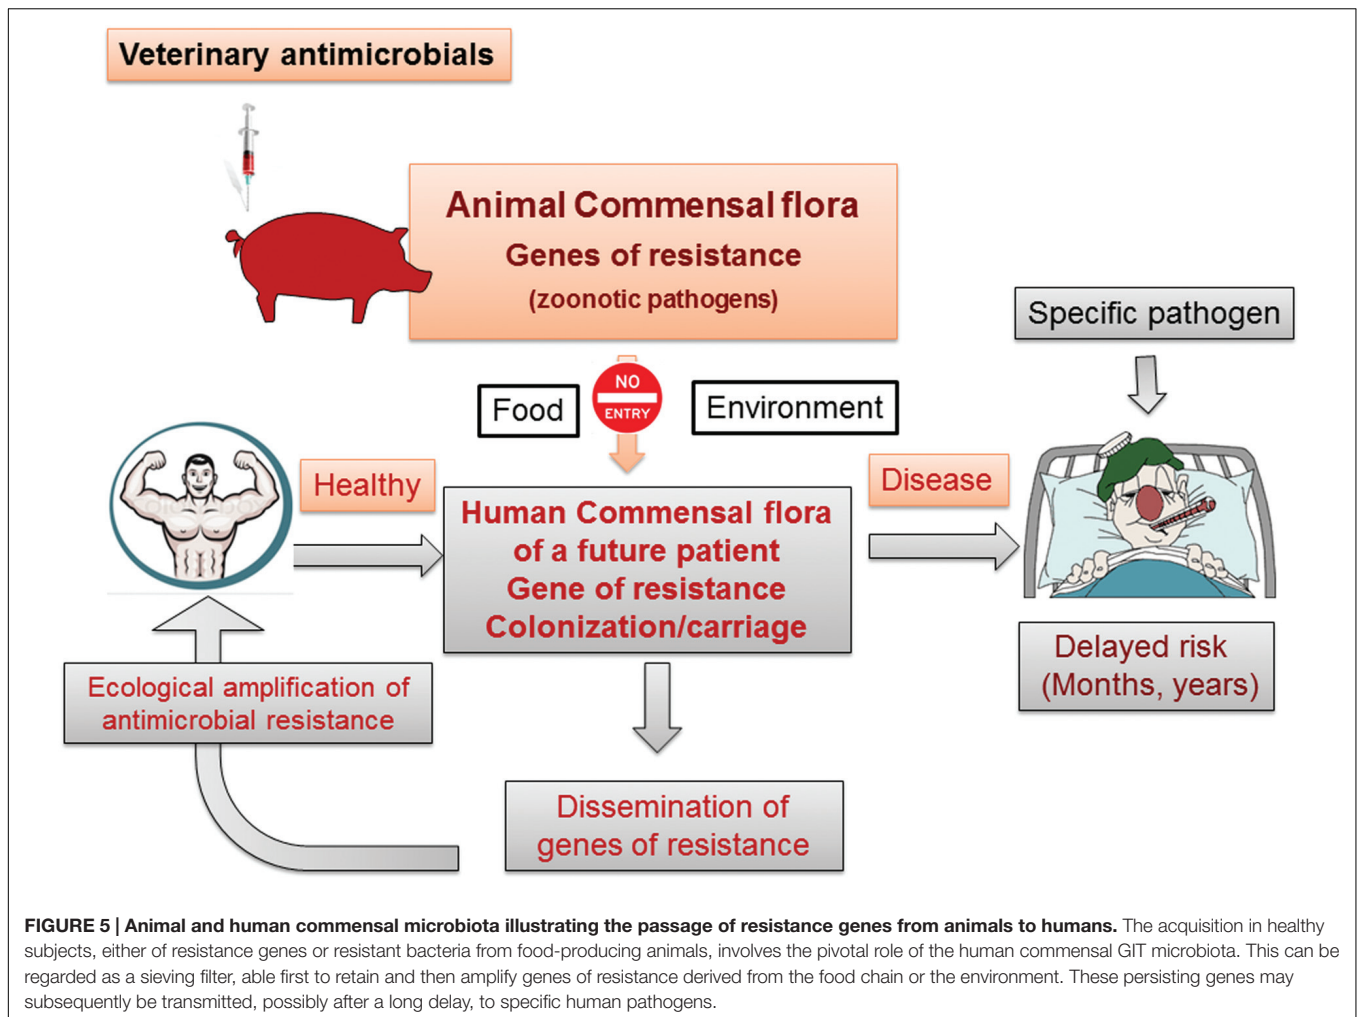 Veterinary antimicrobials
Animal Commensal flora
Genes of resistance
(zoonotic pathogens)
Specific pathogen
Food
NO
ENTRY
Environment
Healthy
Disease
Human Commensal flora
of a future patient
Gene of resistance
Colonization/carriage
Delayed risk
(Months, years)
Ecological amplification of
antimicrobial resistance
Dissemination of
genes of resistance
FIGURE 5 | Animal and human commensal microbiota illustrating the passage of resistance genes from animals to humans. The acquisition in healthy
subjects, either of resistance genes or resistant bacteria from food-producing animals, involves the pivotal role of the human commensal GIT microbiota. This can be
regarded as a sieving filter, able first to retain and then amplify genes of resistance derived from the food chain or the environment. These persisting genes may
subsequently be transmitted, possibly after a long delay, to specific human pathogens.